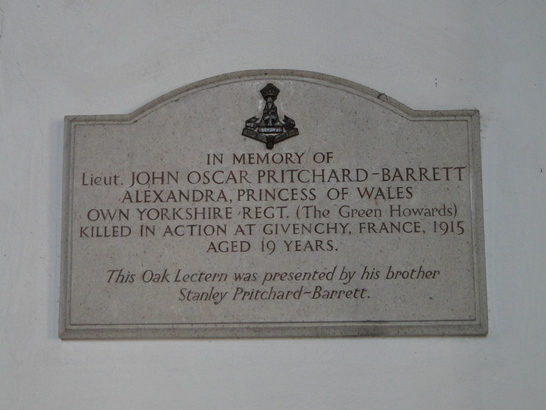 IN MEMORY OF
Lieut. JOHN OSCAR PRITCHARD-BARRETT
ALEXANDRA, PRINCESS OF WALES
OWN YORKSHIRE REGT. (The Green Howards)
KILLED IN ACTION AT GIVENCHY, FRANCE, 1915
AGED 19 YEARS.
This Oak Lectern was presented by his brother
Stanley Pritchard-Barrett.